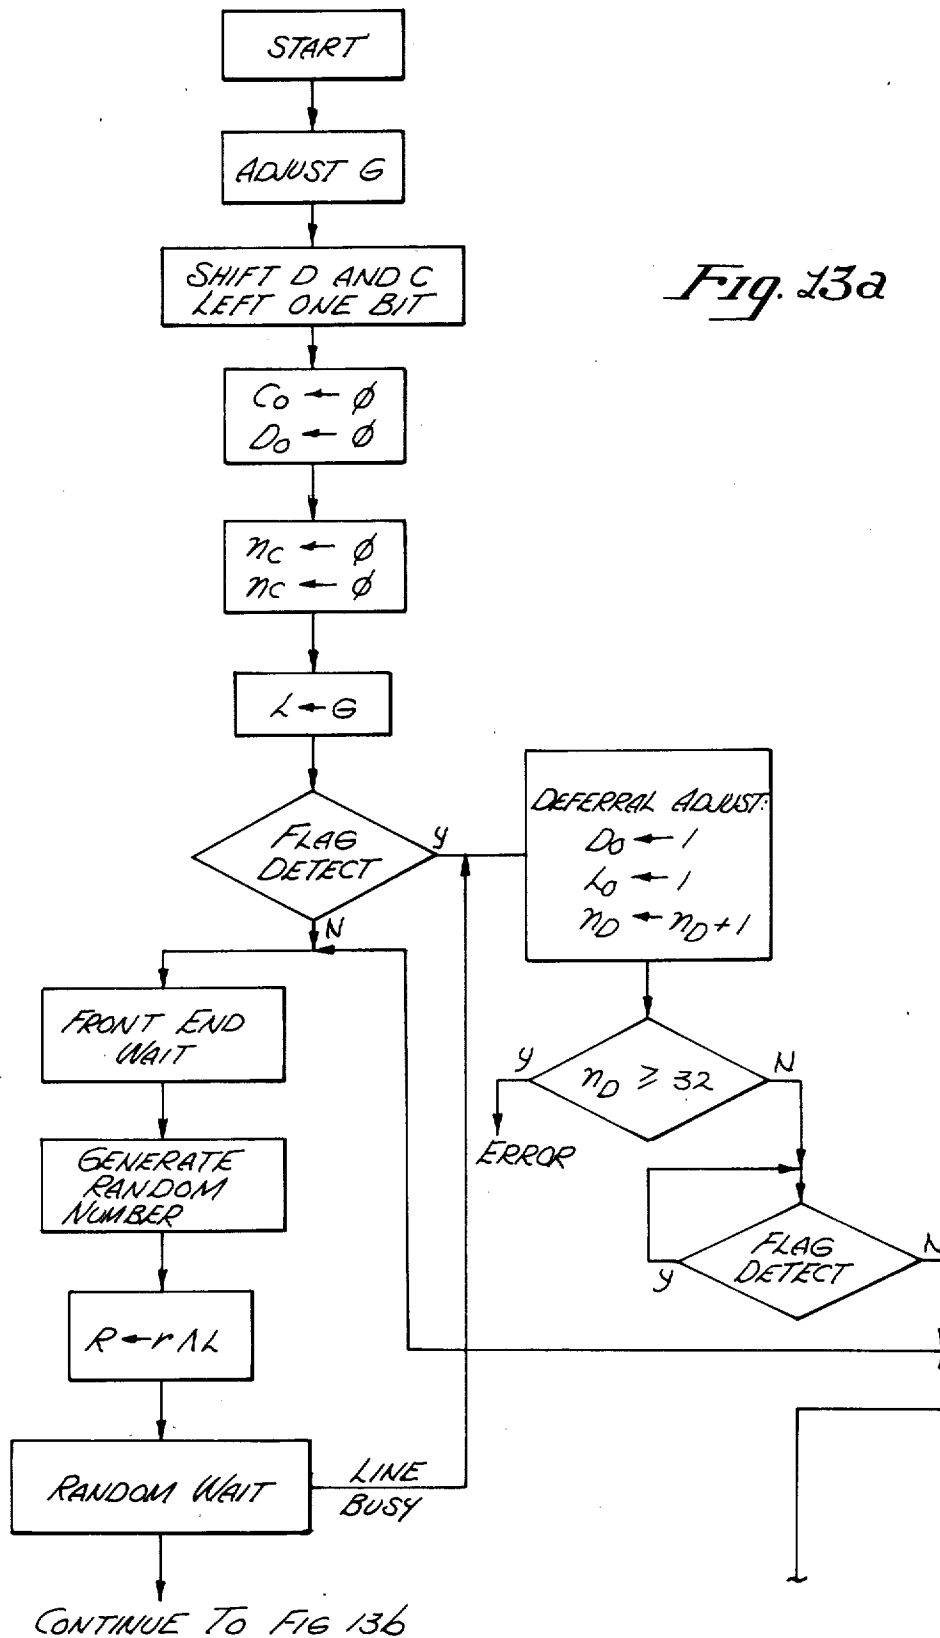 START
ADJUST G
SHIFT D AND C
LEFT ONE BIT
Fig. 13a
C0 ← ∅
D0 ← ∅
nC ← ∅
nC ← ∅
L ← G
FLAG
DETECT
Y
N
DEFERRAL ADJUST:
D0 ← 1
L0 ← 1
nD ← nD + 1
FRONT END
WAIT
nD ≥ 32
Y
N
ERROR
GENERATE
RANDOM
NUMBER
FLAG
DETECT
Y
N
R ← r Λ L
RANDOM WAIT
LINE
BUSY
CONTINUE TO FIG 13b